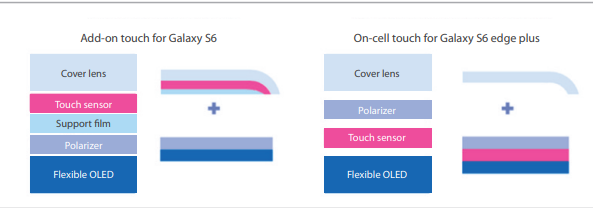 Add-on touch for Galaxy S6
Cover lens
Touch sensor
Support film
Polarizer
Flexible OLED
On-cell touch for Galaxy S6 edge plus
Cover lens
Polarizer
Touch sensor
Flexible OLED